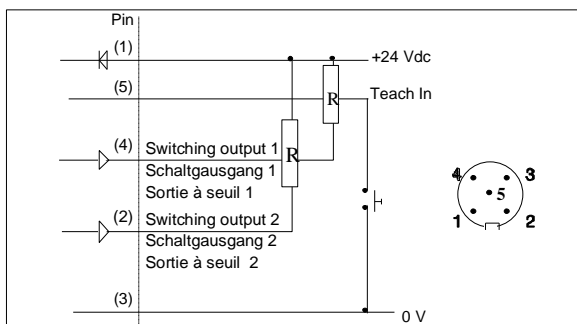 Pin
(1)
+24 Vdc
(5)
Teach In
(4)
Switching output 1
R
R
Schaltgausgang 1
Sortie à seuil 1
(2)
Switching output 2
Schaltgausgang 2
Sortie à seuil 2
(3)
0 V
4
3
5
1
2